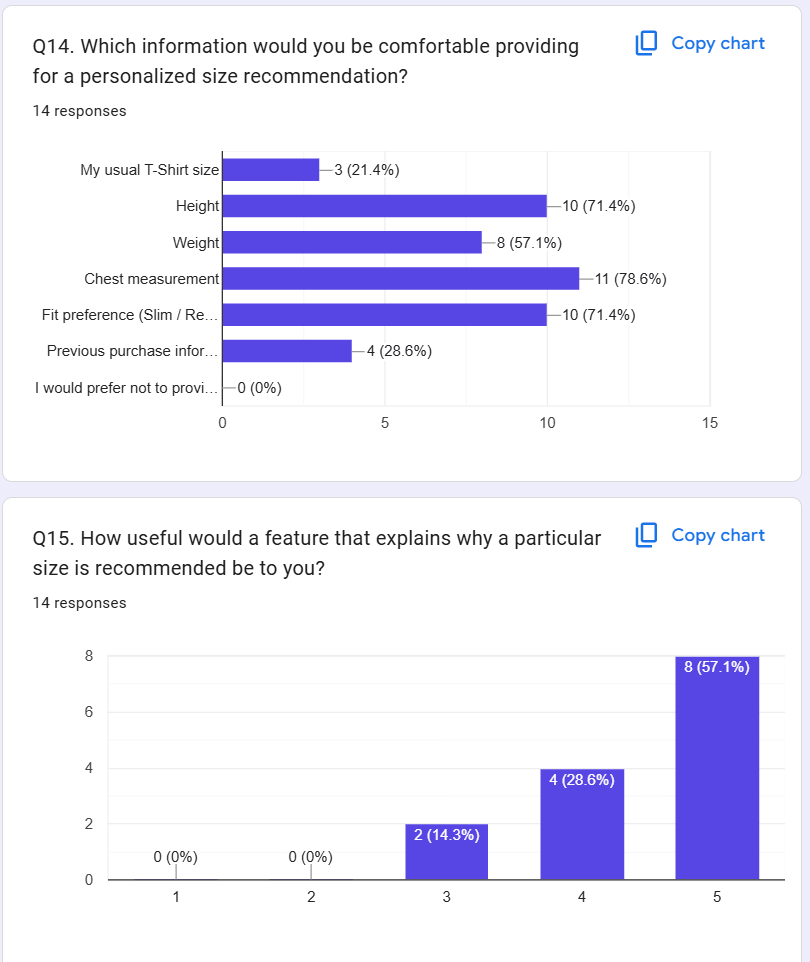 Q14. Which information would you be comfortable providing
for a personalized size recommendation?
Copy chart
14 responses
My usual T-Shirt size
3 (21.4%)
Height
10 (71.4%)
Weight
8 (57.1%)
Chest measurement
11 (78.6%)
Fit preference (Slim / Re...
10 (71.4%)
Previous purchase infor...
4 (28.6%)
I would prefer not to provi...
0 (0%)
0 5 10 15
Q15. How useful would a feature that explains why a particular
size is recommended be to you?
Copy chart
14 responses
8
6
4
2
0
0 (0%)
0 (0%)
2 (14.3%)
4 (28.6%)
8 (57.1%)
1 2 3 4 5